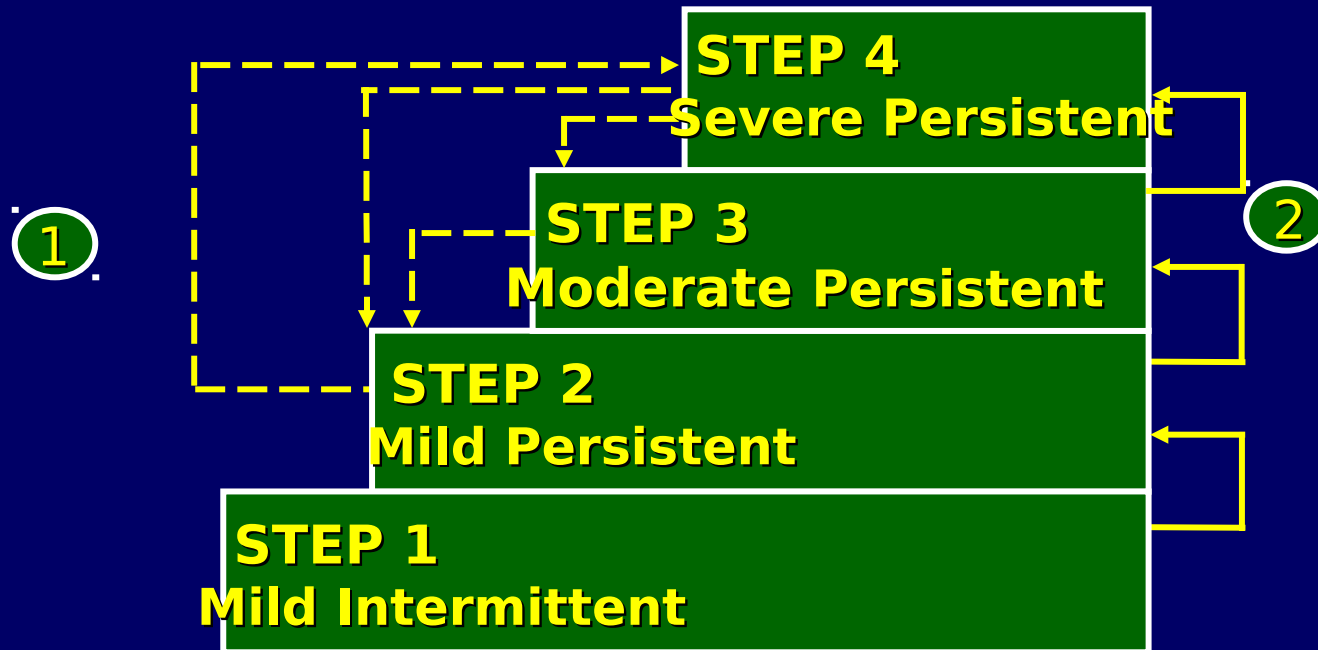 STEP 4
Severe Persistent
STEP 3
Moderate Persistent
1
2
STEP 2
Mild Persistent
STEP 1
Mild Intermittent